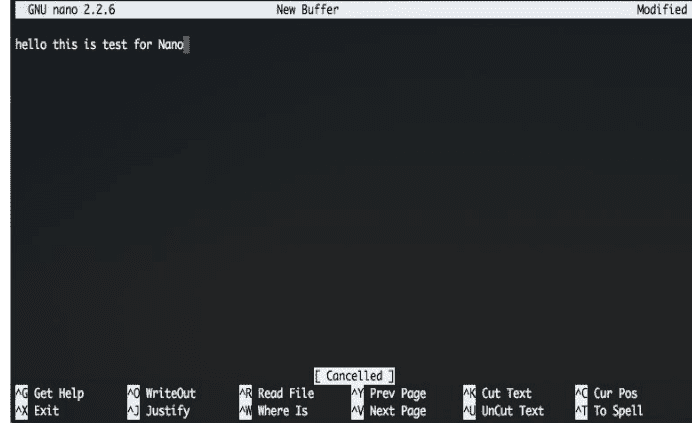 GNU nano 2.2.6 New Buffer Modified
hello this is test for Nano
[ Cancelled ]
^G Get Help ^O WriteOut ^R Read File ^Y Prev Page ^K Cut Text ^C Cur Pos
^X Exit ^J Justify ^W Where Is ^V Next Page ^U UnCut Text ^T To Spell